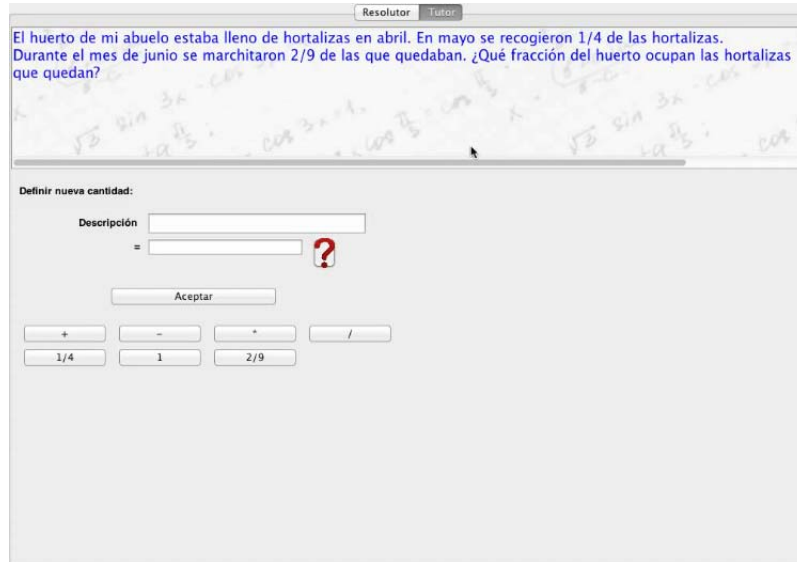 Resolutor Tutor
El huerto de mi abuelo estaba lleno de hortalizas en abril. En mayo se recogieron 1/4 de las hortalizas.
Durante el mes de junio se marchitaron 2/9 de las que quedaban. ¿Qué fracción del huerto ocupan las hortalizas
que quedan?
Definir nueva cantidad:
Descripción
=
?
Aceptar
+ - * /
1/4 1 2/9